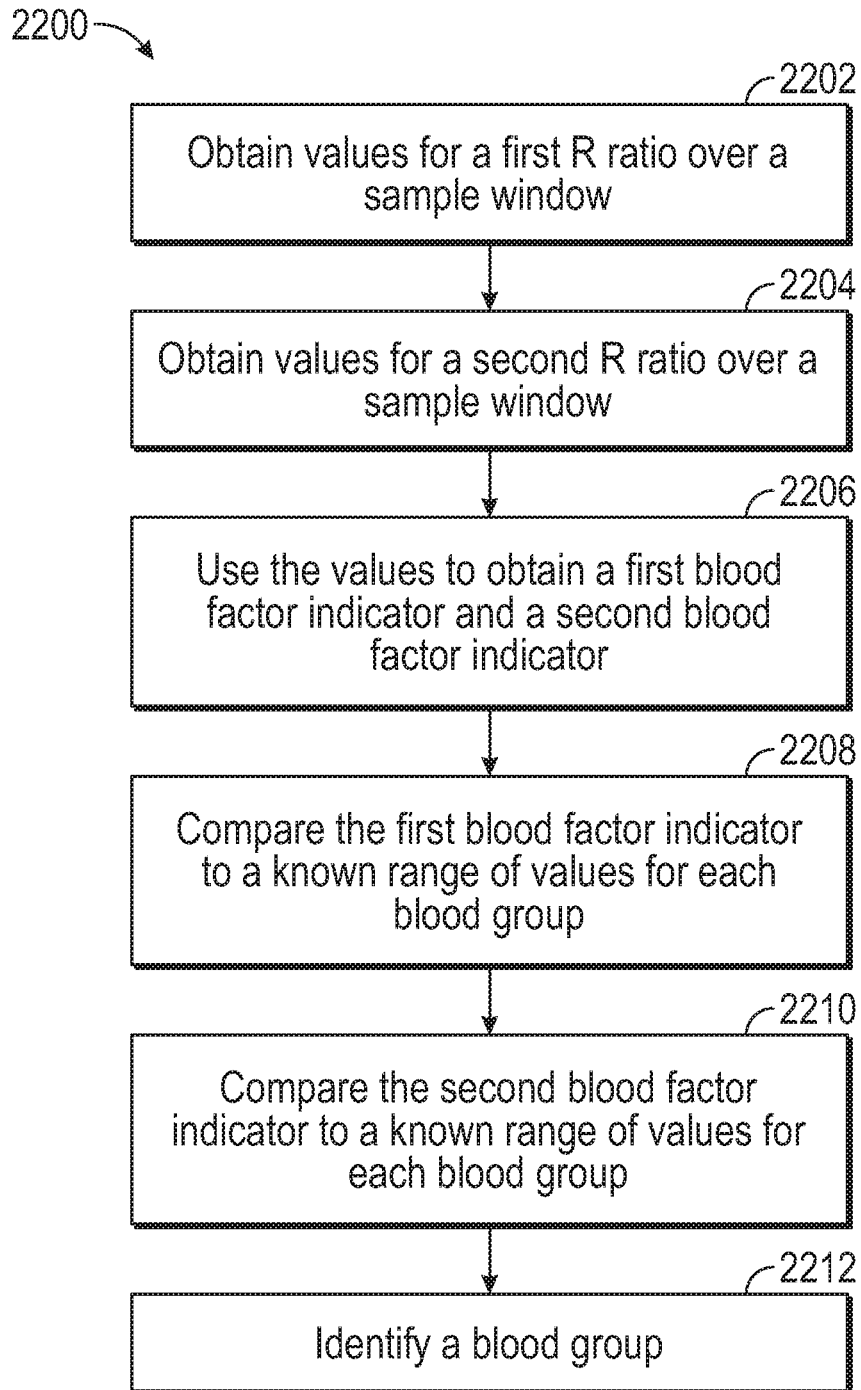 2200
2202
Obtain values for a first R ratio over a
sample window
2204
Obtain values for a second R ratio over a
sample window
2206
Use the values to obtain a first blood
factor indicator and a second blood
factor indicator
2208
Compare the first blood factor indicator
to a known range of values for each
blood group
2210
Compare the second blood factor
indicator to a known range of values for
each blood group
2212
Identify a blood group